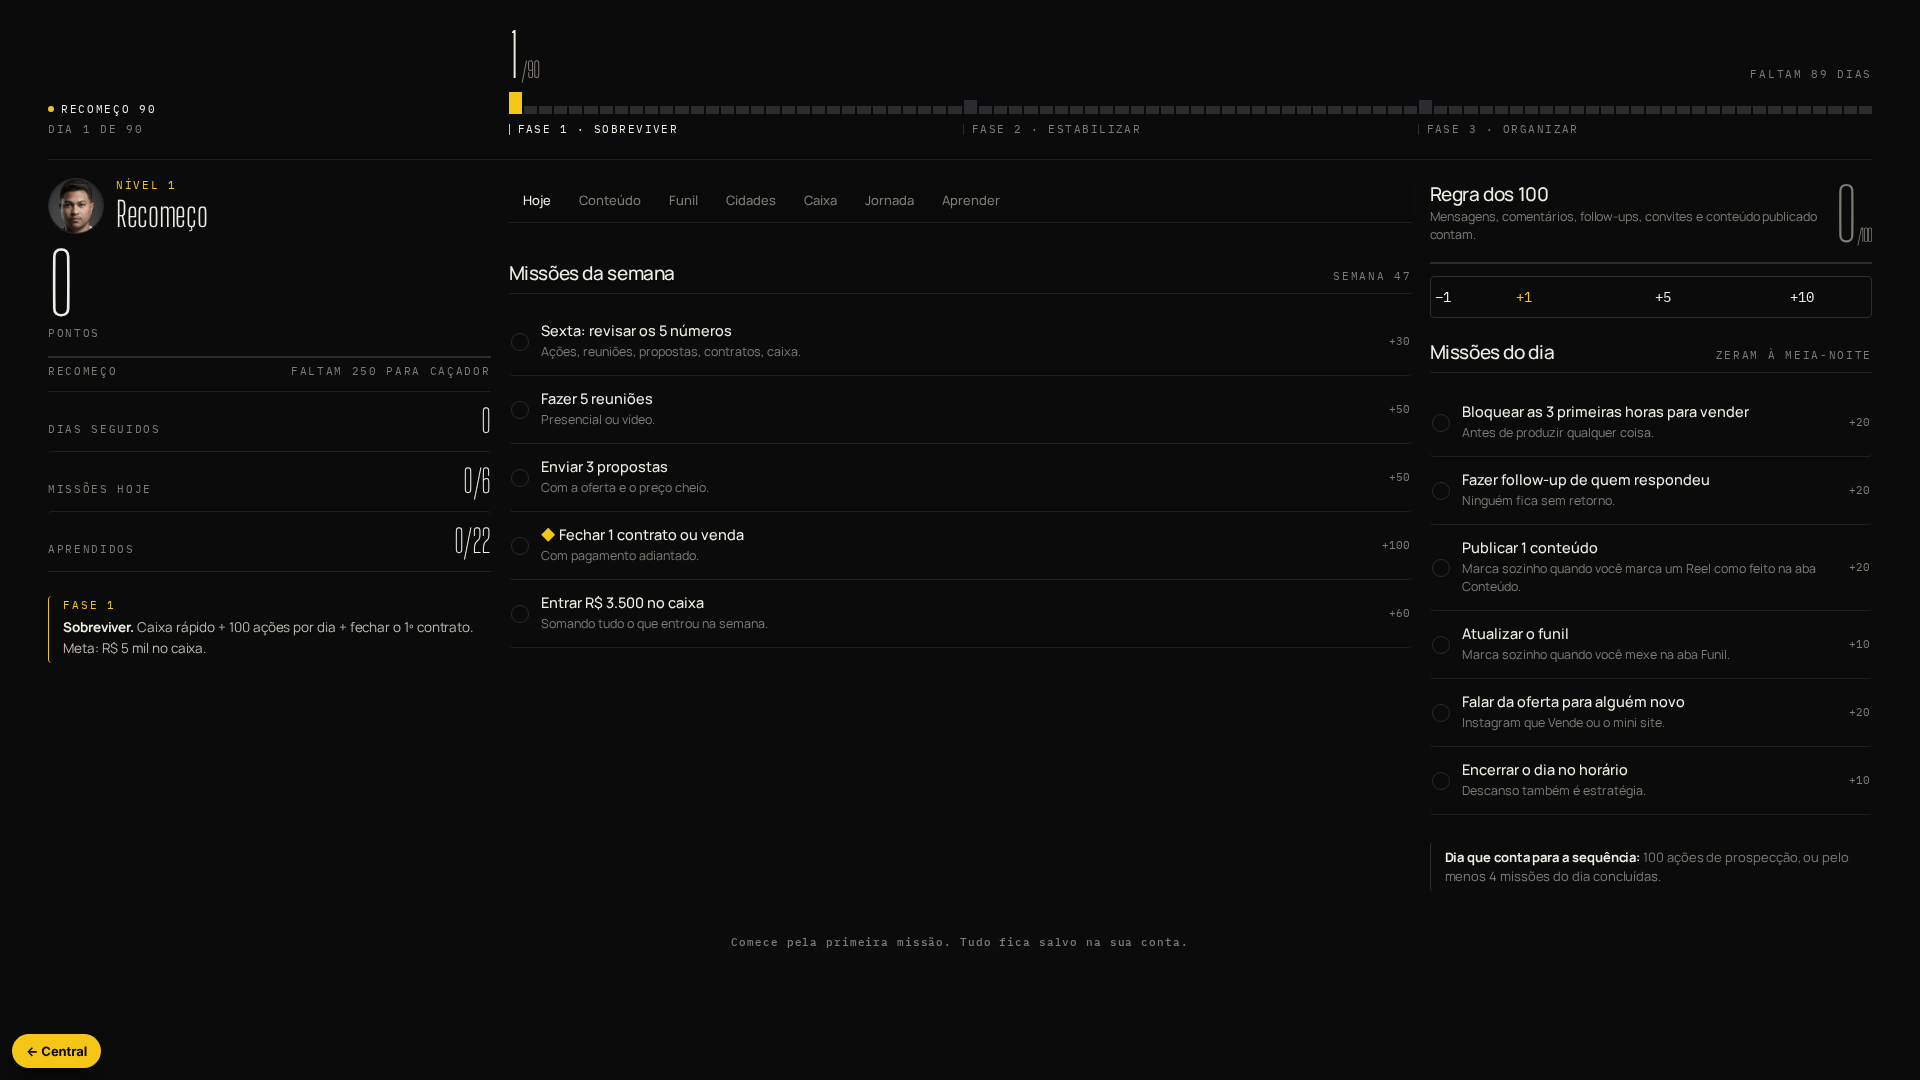 RECOMEÇO 90
DIA 1 DE 90
1/90
FALTAM 89 DIAS
FASE 1 · SOBREVIVER
FASE 2 · ESTABILIZAR
FASE 3 · ORGANIZAR
NÍVEL 1
Recomeço
0
PONTOS
RECOMEÇO
FALTAM 250 PARA CAÇADOR
DIAS SEGUIDOS
0
MISSÕES HOJE
0/6
APRENDIDOS
0/22
FASE 1
Sobreviver. Caixa rápido + 100 ações por dia + fechar o 1º contrato.
Meta: R$ 5 mil no caixa.
Hoje
Conteúdo
Funil
Cidades
Caixa
Jornada
Aprender
Missões da semana
SEMANA 47
Sexta: revisar os 5 números
Ações, reuniões, propostas, contratos, caixa.
+30
Fazer 5 reuniões
Presencial ou vídeo.
+50
Enviar 3 propostas
Com a oferta e o preço cheio.
+50
Fechar 1 contrato ou venda
Com pagamento adiantado.
+100
Entrar R$ 3.500 no caixa
Somando tudo o que entrou na semana.
+60
Regra dos 100
Mensagens, comentários, follow-ups, convites e conteúdo publicado
contam.
0/100
−1
+1
+5
+10
Missões do dia
ZERAM À MEIA-NOITE
Bloquear as 3 primeiras horas para vender
Antes de produzir qualquer coisa.
+20
Fazer follow-up de quem respondeu
Ninguém fica sem retorno.
+20
Publicar 1 conteúdo
Marca sozinho quando você marca um Reel como feito na aba
Conteúdo.
+20
Atualizar o funil
Marca sozinho quando você mexe na aba Funil.
+10
Falar da oferta para alguém novo
Instagram que Vende ou o mini site.
+20
Encerrar o dia no horário
Descanso também é estratégia.
+10
Dia que conta para a sequência: 100 ações de prospecção, ou pelo
menos 4 missões do dia concluídas.
Comece pela primeira missão. Tudo fica salvo na sua conta.
← Central